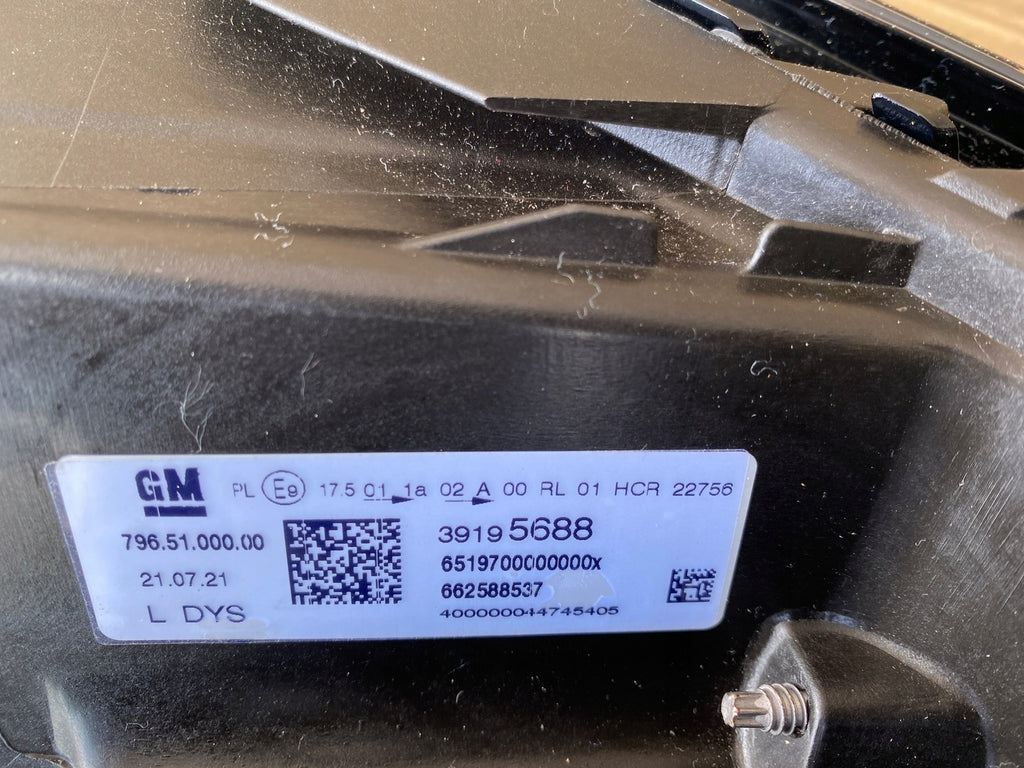 GM
PL E9 17.5 01 1a 02 A 00 RL 01 HCR 22756
796.51.000.00
39195688
6519700000000x
21.07.21
662588537
L DYS
400000044745405